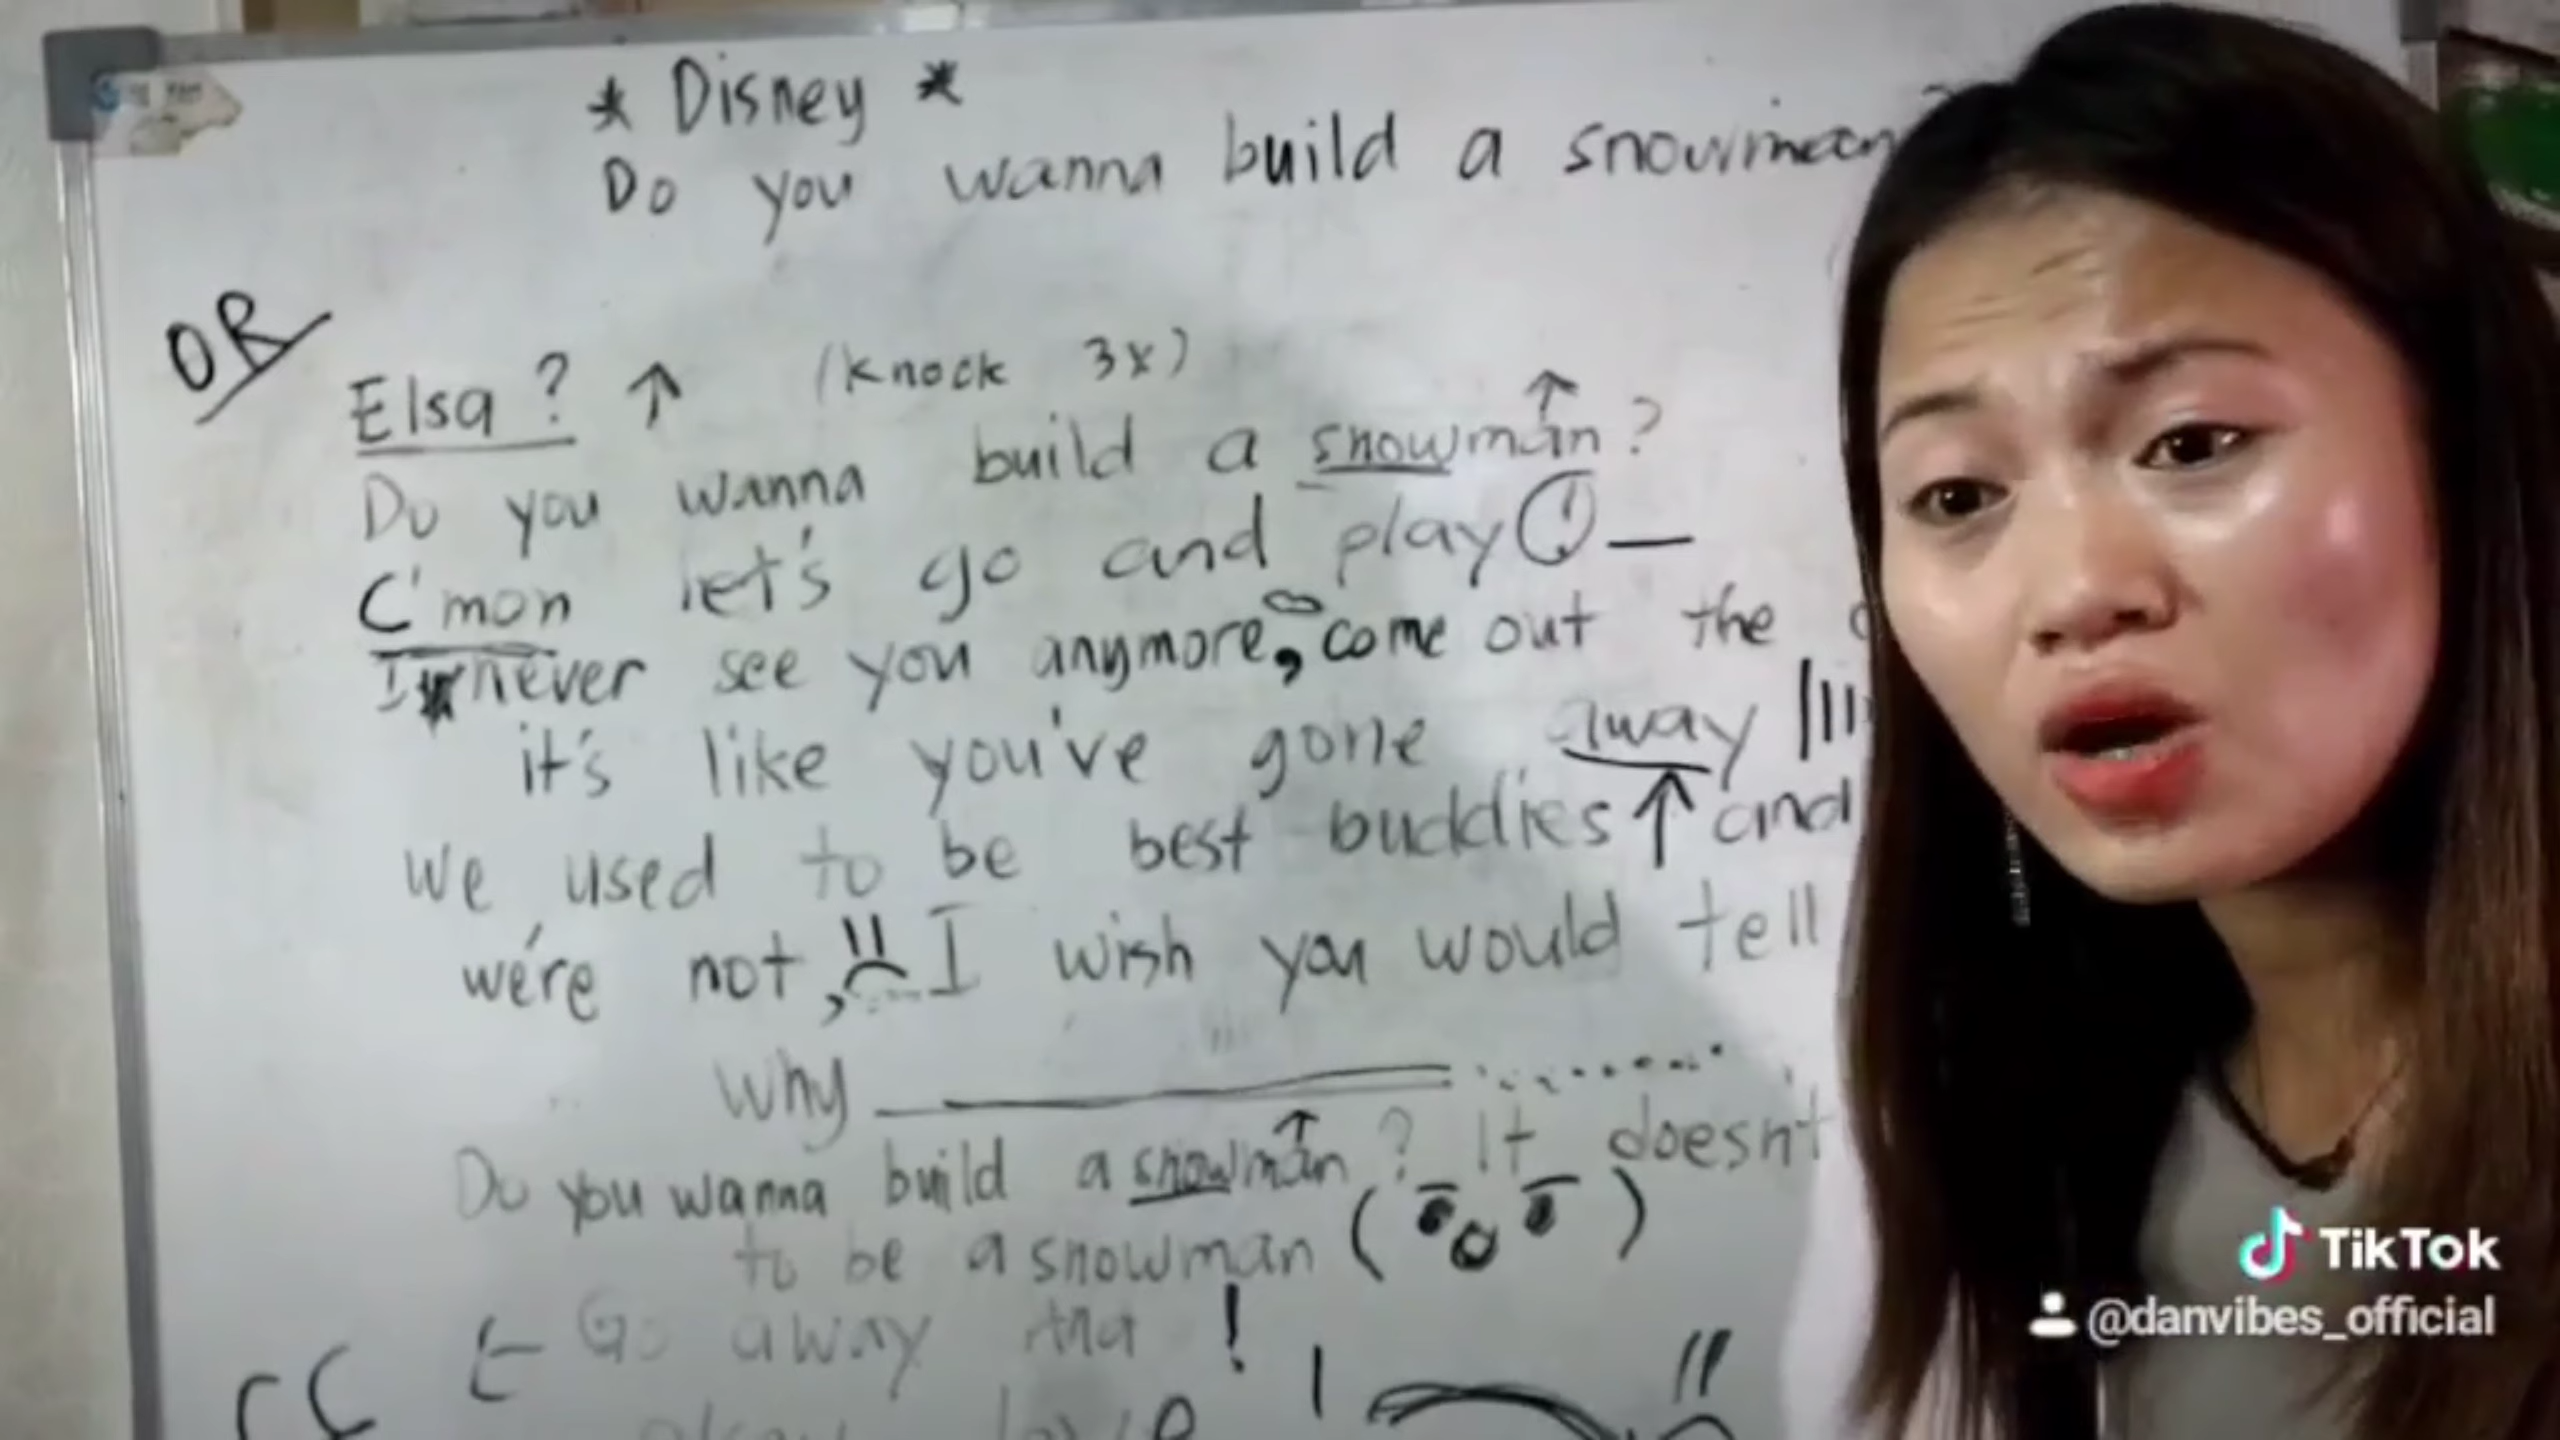 * Disney *
Do you wanna build a snowman
OR
Elsa? ↑ (knock 3x)
Do you wanna build a snowman?
C'mon let's go and play
I never see you anymore, come out the
it's like you've gone away
we used to be best buddies ↑ and
we're not, I wish you would tell
why
Do you wanna build a snowman? It doesn't
to be a snowman
Go away Ana!
TikTok
@danvibes_official